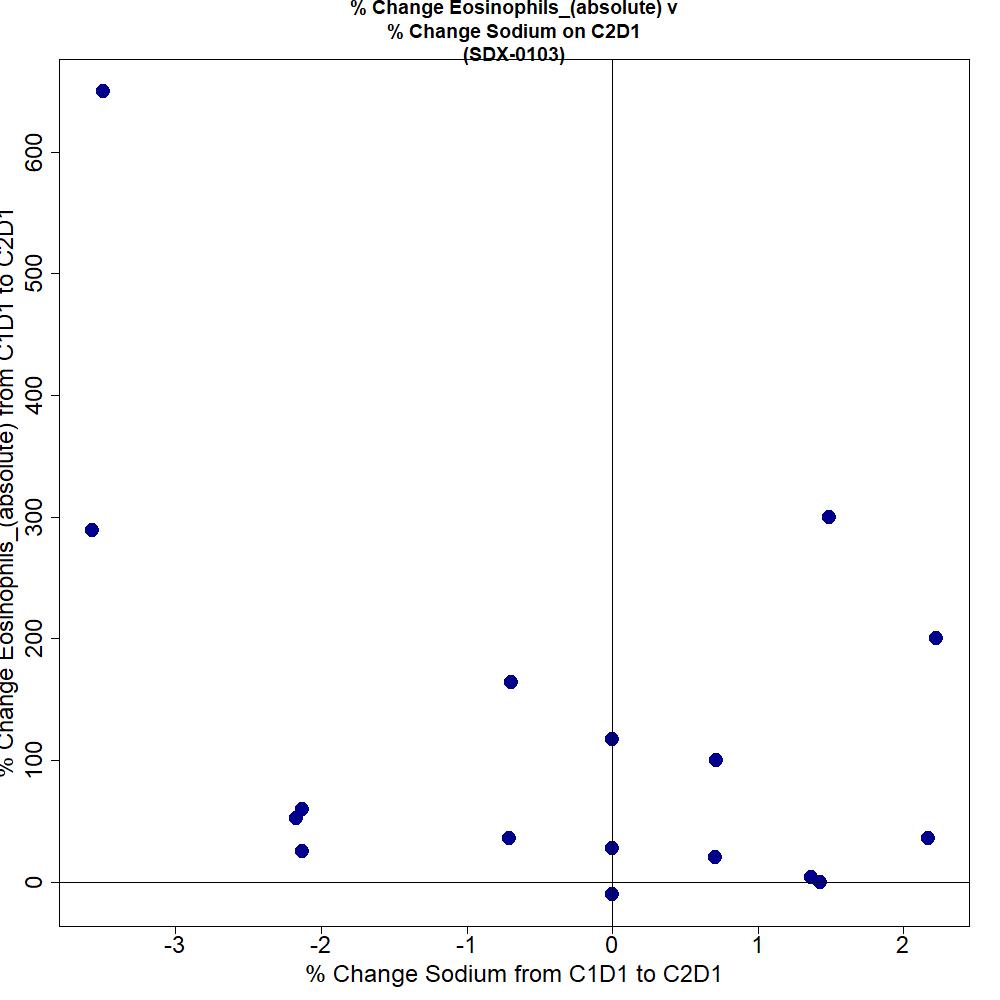 % Change Eosinophils_(absolute) v
% Change Sodium on C2D1
(SDX-0103)
% Change Eosinophils_(absolute) from C1D1 to C2D1
600
500
400
300
200
100
0
-3
-2
-1
0
1
2
% Change Sodium from C1D1 to C2D1